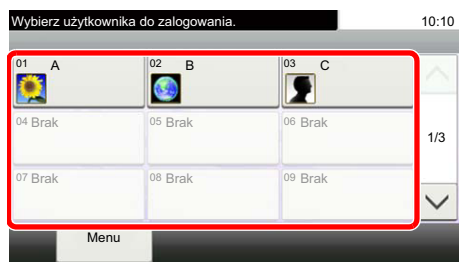 Wybierz użytkownika do zalogowania. 10:10
01 A 02 B 03 C
04 Brak 05 Brak 06 Brak
1/3
07 Brak 08 Brak 09 Brak
Menu